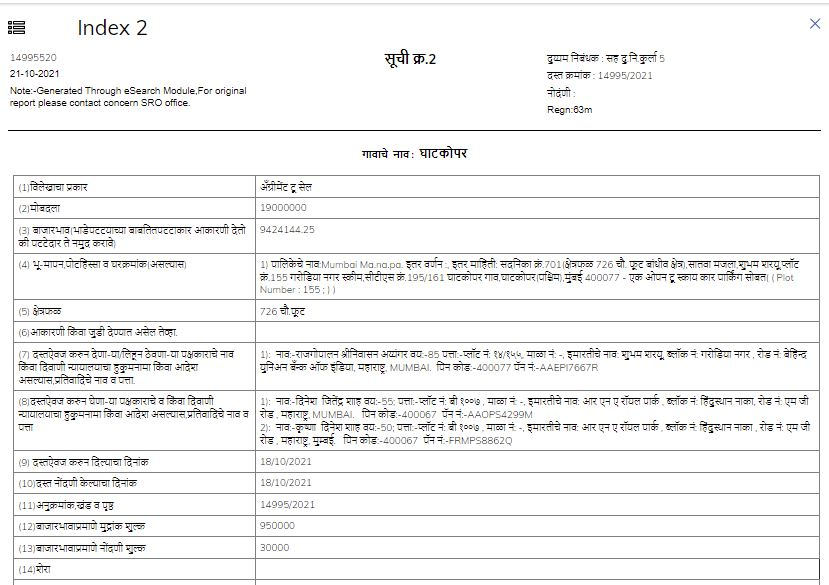 Index 2
14995520
21-10-2021
Note:-Generated Through eSearch Module,For original
report please contact concern SRO office.
सूची क्र.2
दुय्यम निबंधक : सह दु.नि.कुर्ला 5
दस्त क्रमांक : 14995/2021
नोदंणी :
Regn:63m
गावाचे नाव : घाटकोपर
(1)विलेखाचा प्रकार
अँग्रीमेंट टू सेल
(2)मोबदला
19000000
(3) बाजारभाव(भाडेपटटयाच्या बाबतितपटटाकार आकारणी देतो
की पटटेदार ते नमुद करावे)
9424144.25
(4) भू-मापन,पोटहिस्सा व घरक्रमांक(असल्यास)
1) पालिकेचे नाव:Mumbai Ma.na.pa. इतर वर्णन :, इतर माहिती: सदनिका क्रं.701(क्षेत्रफळ 726 चौ. फूट बांधीव क्षेत्र),सातवा मजला,शुभम शरयू,प्लॉट
क्रं.155 गरोडिया नगर स्कीम,सीटीएस क्रं.195/161 घाटकोपर गाव,घाटकोपर(पश्चिम),मुंबई 400077 - एक ओपन टू स्काय कार पार्किंग सोबत( ( Plot
Number : 155 ; ) )
(5) क्षेत्रफळ
726 चौ.फूट
(6)आकारणी किंवा जुडी देण्यात असेल तेव्हा.
(7) दस्तऐवज करुन देणा-या/लिहून ठेवणा-या पक्षकाराचे नाव
किंवा दिवाणी न्यायालयाचा हुकुमनामा किंवा आदेश
असल्यास,प्रतिवादिचे नाव व पत्ता.
1): नाव:-राजगोपालन श्रीनिवासन अय्यंगर वय:-85 पत्ता:-प्लॉट नं: १४/१५५, माळा नं: -, इमारतीचे नाव: शुभम शरयू, ब्लॉक नं: गरोडिया नगर , रोड नं: बेहिन्द
युनिअन बँक ऑफ इंडिया, महाराष्ट्र, MUMBAI. पिन कोड:-400077 पॅन नं:-AAEPI7667R
(8)दस्तऐवज करुन घेणा-या पक्षकाराचे व किंवा दिवाणी
न्यायालयाचा हुकुमनामा किंवा आदेश असल्यास,प्रतिवादिचे नाव व
पत्ता
1): नाव:-दिनेश जितेंद्र शाह वय:-55; पत्ता:-प्लॉट नं: बी १००७ , माळा नं: -, इमारतीचे नाव: आर एन ए रॉयल पार्क , ब्लॉक नं: हिंदुस्थान नाका, रोड नं: एम जी
रोड , महाराष्ट्र, MUMBAI. पिन कोड:-400067 पॅन नं:-AAOPS4299M
2): नाव:-कृष्णा दिनेश शाह वय:-50; पत्ता:-प्लॉट नं: बी १००७ , माळा नं: -, इमारतीचे नाव: आर एन ए रॉयल पार्क , ब्लॉक नं: हिंदुस्थान नाका , रोड नं: एम जी
रोड , महाराष्ट्र, मुम्बई. पिन कोड:-400067 पॅन नं:-FRMPS8862Q
(9) दस्तऐवज करुन दिल्याचा दिनांक
18/10/2021
(10)दस्त नोंदणी केल्याचा दिनांक
18/10/2021
(11)अनुक्रमांक,खंड व पृष्ठ
14995/2021
(12)बाजारभावाप्रमाणे मुद्रांक शुल्क
950000
(13)बाजारभावाप्रमाणे नोंदणी शुल्क
30000
(14)शेरा